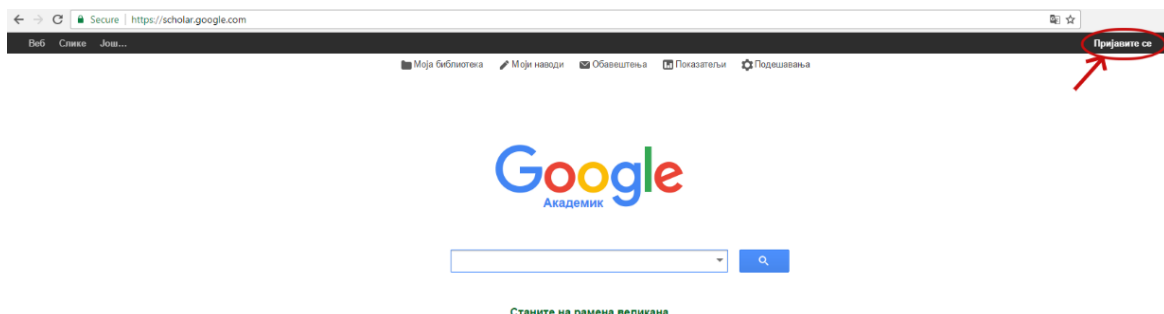 Secure | https://scholar.google.com
Веб Слике Још... Пријавите се
Моја библиотека Моји наводи Обавештења Показатељи Подешавања
Google
Академик
Станите на рамена великана